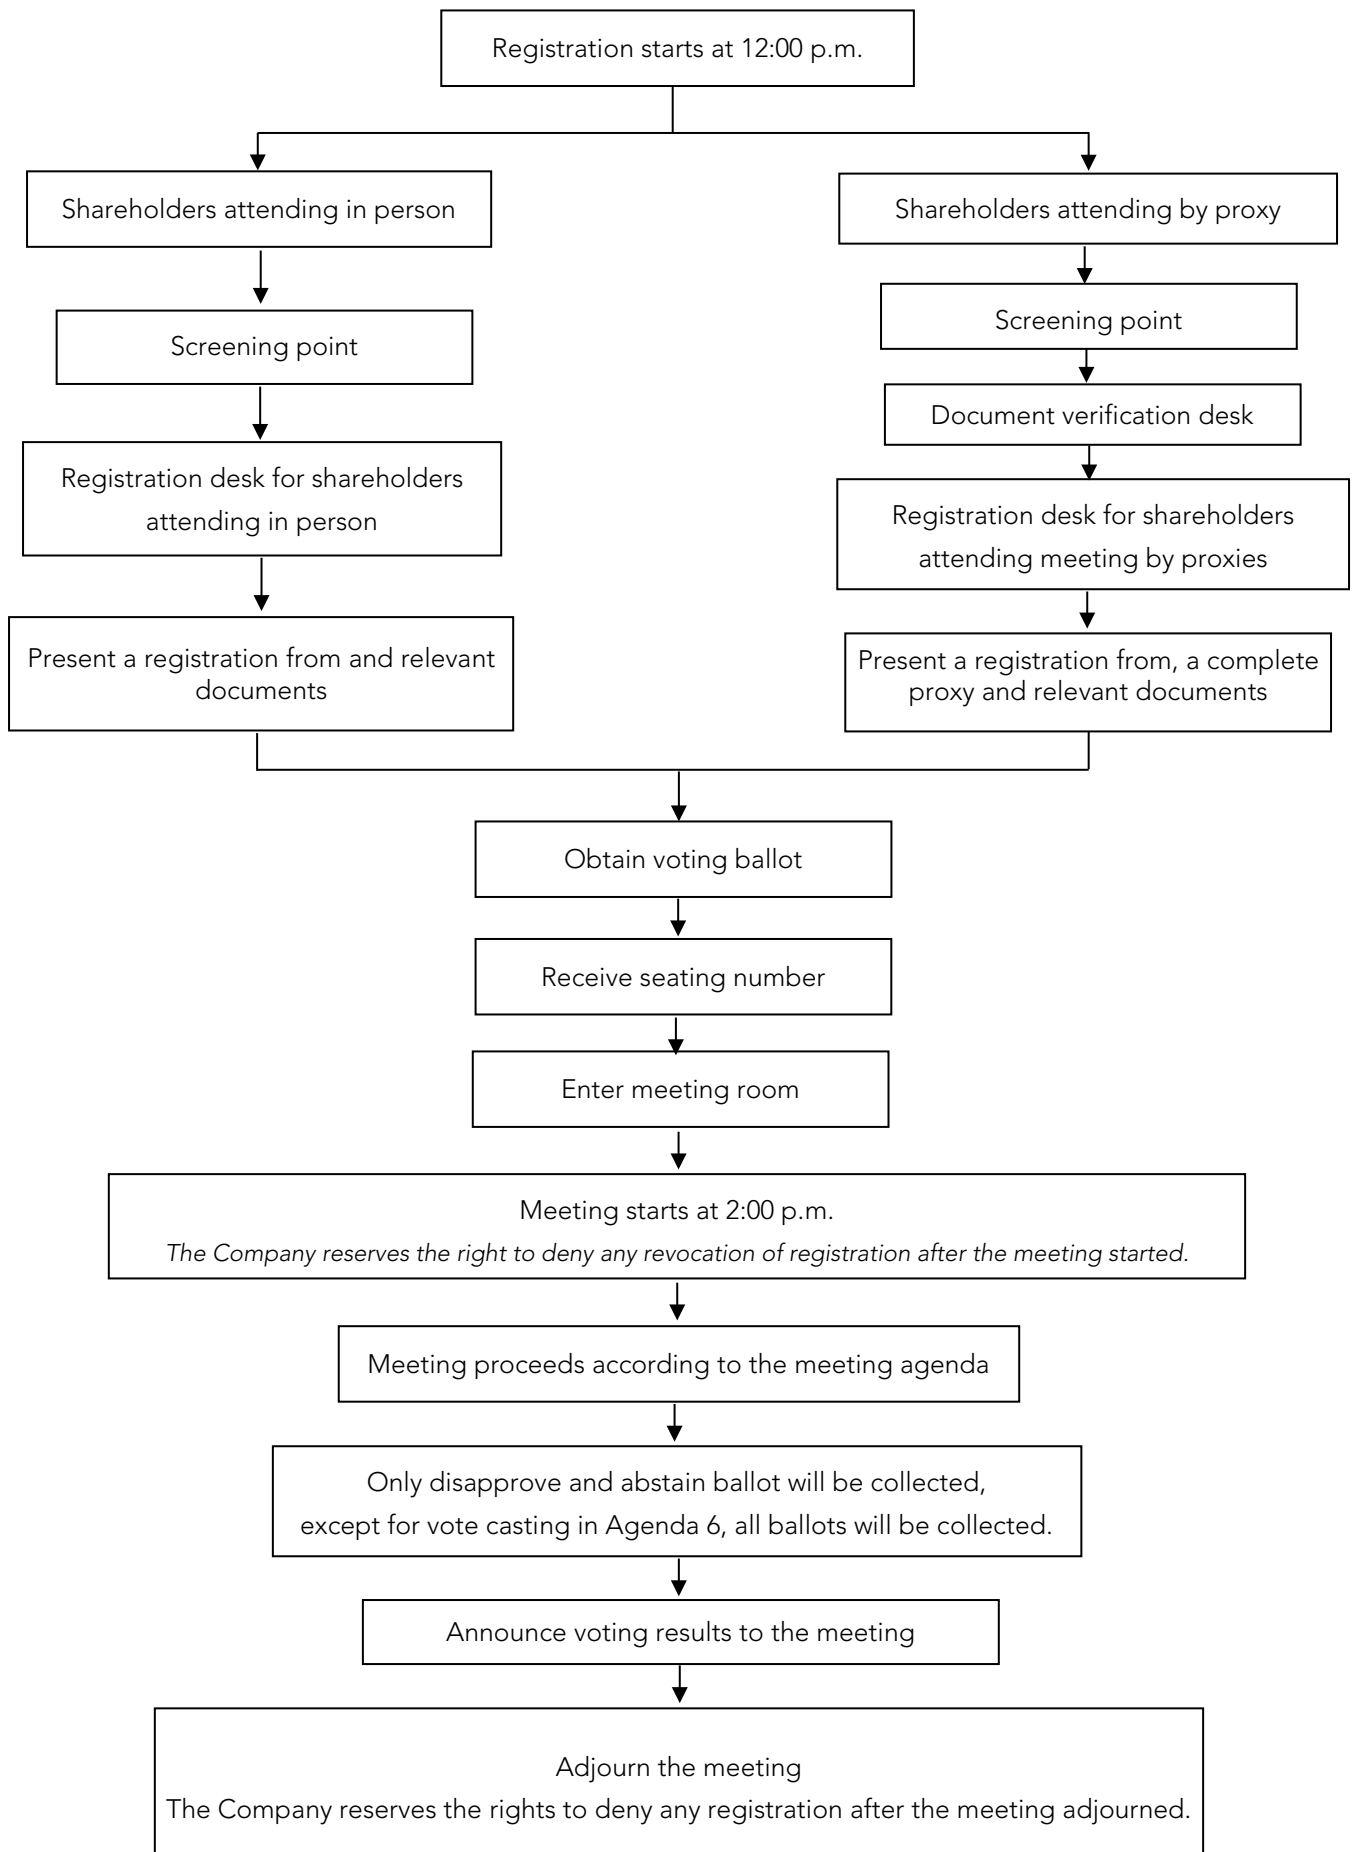 Registration starts at 12:00 p.m.
Shareholders attending in person
Shareholders attending by proxy
Screening point
Screening point
Document verification desk
Registration desk for shareholders
attending in person
Registration desk for shareholders
attending meeting by proxies
Present a registration from and relevant
documents
Present a registration from, a complete
proxy and relevant documents
Obtain voting ballot
Receive seating number
Enter meeting room
Meeting starts at 2:00 p.m.
The Company reserves the right to deny any revocation of registration after the meeting started.
Meeting proceeds according to the meeting agenda
Only disapprove and abstain ballot will be collected,
except for vote casting in Agenda 6, all ballots will be collected.
Announce voting results to the meeting
Adjourn the meeting
The Company reserves the rights to deny any registration after the meeting adjourned.